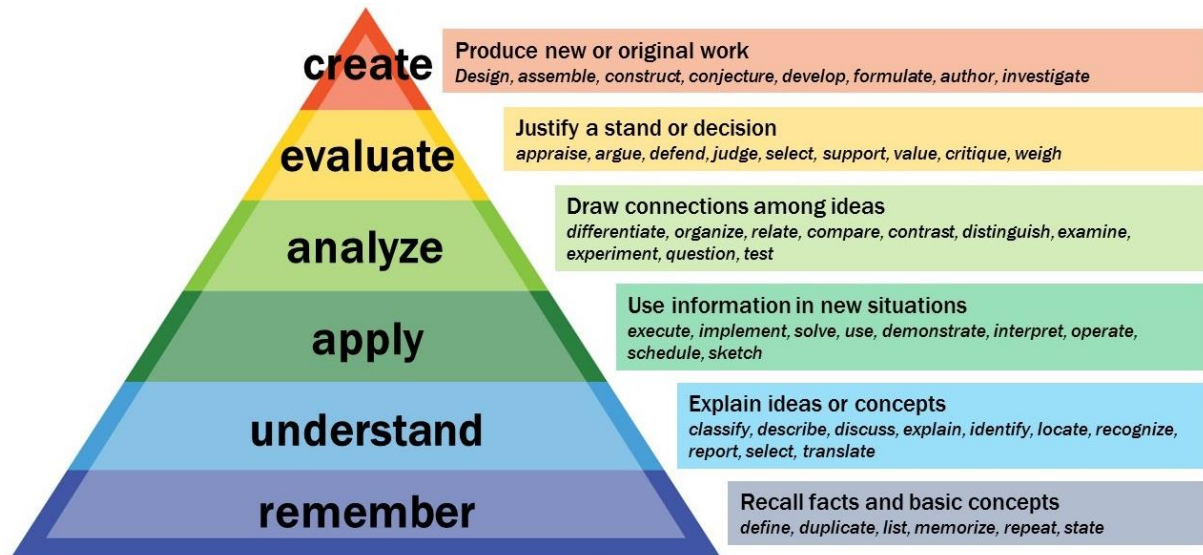 create
Produce new or original work
Design, assemble, construct, conjecture, develop, formulate, author, investigate
evaluate
Justify a stand or decision
appraise, argue, defend, judge, select, support, value, critique, weigh
analyze
Draw connections among ideas
differentiate, organize, relate, compare, contrast, distinguish, examine,
experiment, question, test
apply
Use information in new situations
execute, implement, solve, use, demonstrate, interpret, operate,
schedule, sketch
understand
Explain ideas or concepts
classify, describe, discuss, explain, identify, locate, recognize,
report, select, translate
remember
Recall facts and basic concepts
define, duplicate, list, memorize, repeat, state